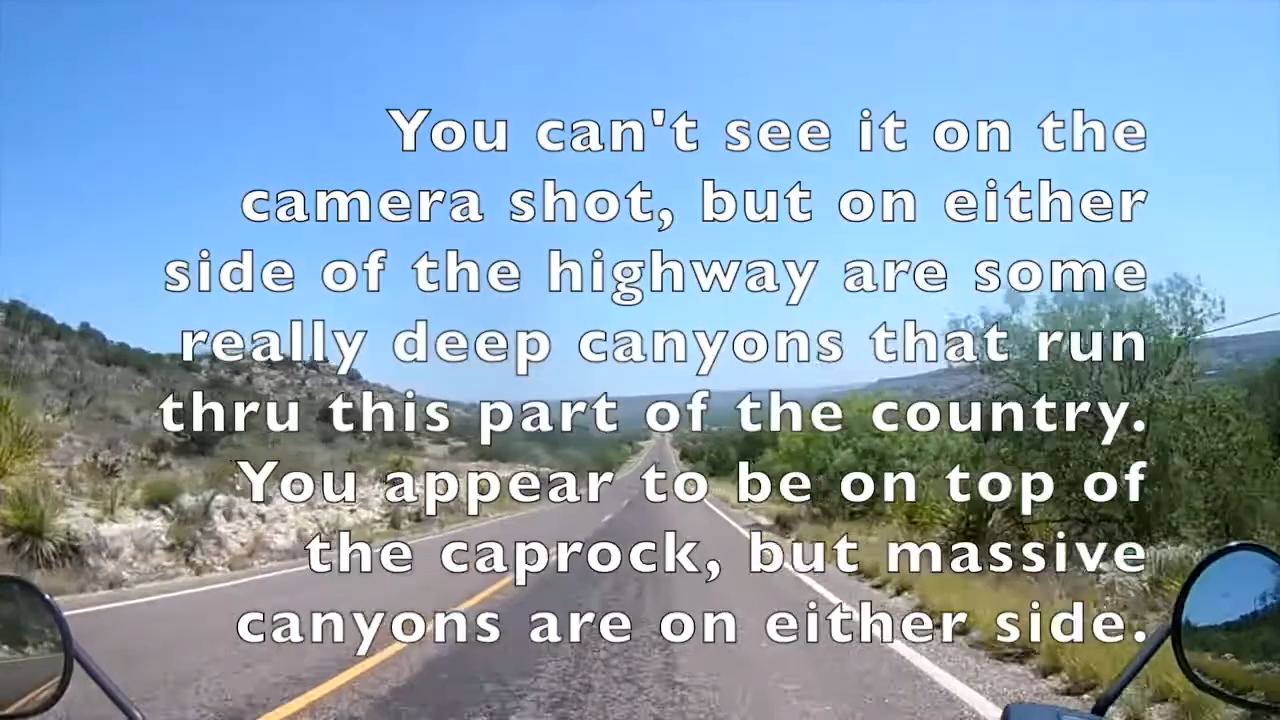 You can't see it on the
camera shot, but on either
side of the highway are some
really deep canyons that run
thru this part of the country.
You appear to be on top of
the caprock, but massive
canyons are on either side.